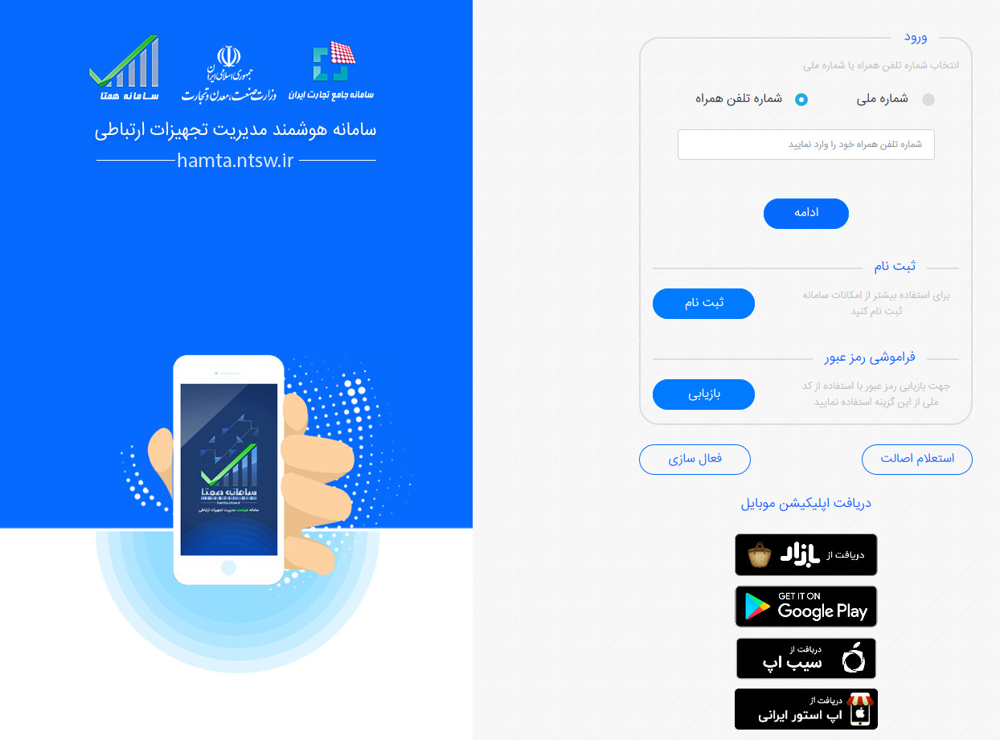 سامانه جامع تجارت ایران
جمهوری اسلامی ایران
وزارت صنعت، معدن و تجارت
سامانه همتا
سامانه هوشمند مدیریت تجهیزات ارتباطی
hamta.ntsw.ir
سامانه همتا
hamta.ntsw.ir
سامانه هوشمند مدیریت تجهیزات ارتباطی
ورود
انتخاب شماره تلفن همراه یا شماره ملی
شماره ملی
شماره تلفن همراه
شماره تلفن همراه خود را وارد نمایید
ادامه
ثبت نام
برای استفاده بیشتر از امکانات سامانه
ثبت نام کنید
ثبت نام
فراموشی رمز عبور
جهت بازیابی رمز عبور با استفاده از کد
ملی از این گزینه استفاده نمایید
بازیابی
استعلام اصالت
فعال سازی
دریافت اپلیکیشن موبایل
دریافت از بازار
GET IT ON
Google Play
دریافت از
سیب اپ
دریافت از
اپ استور ایرانی